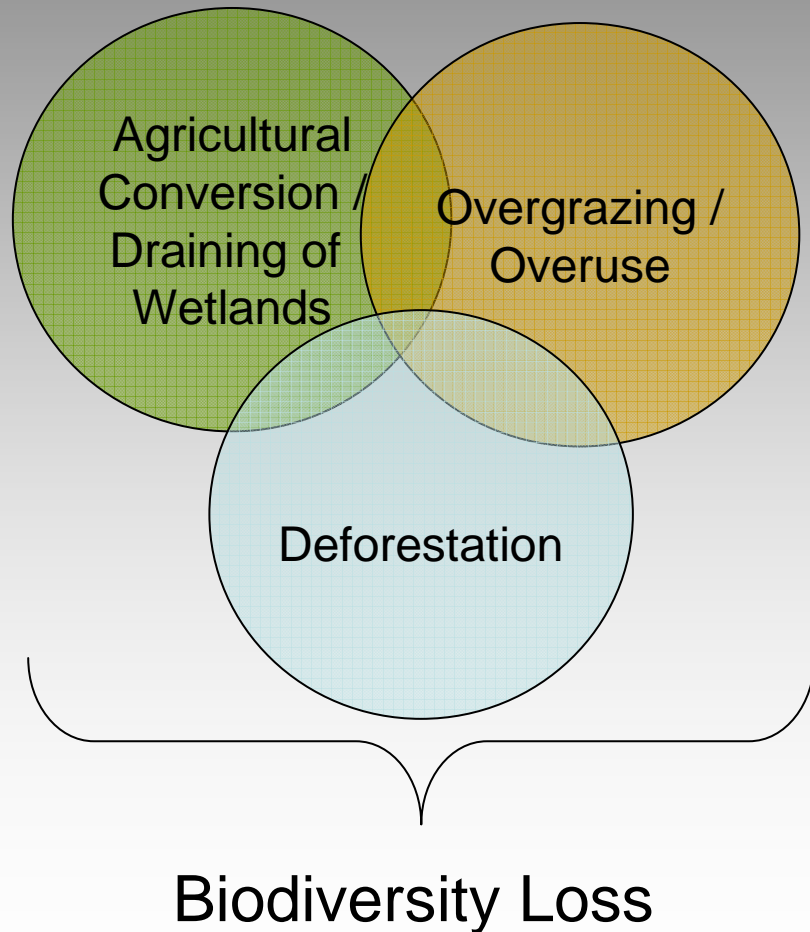 Agricultural
Conversion /
Draining of
Wetlands
Overgrazing /
Overuse
Deforestation
Biodiversity Loss